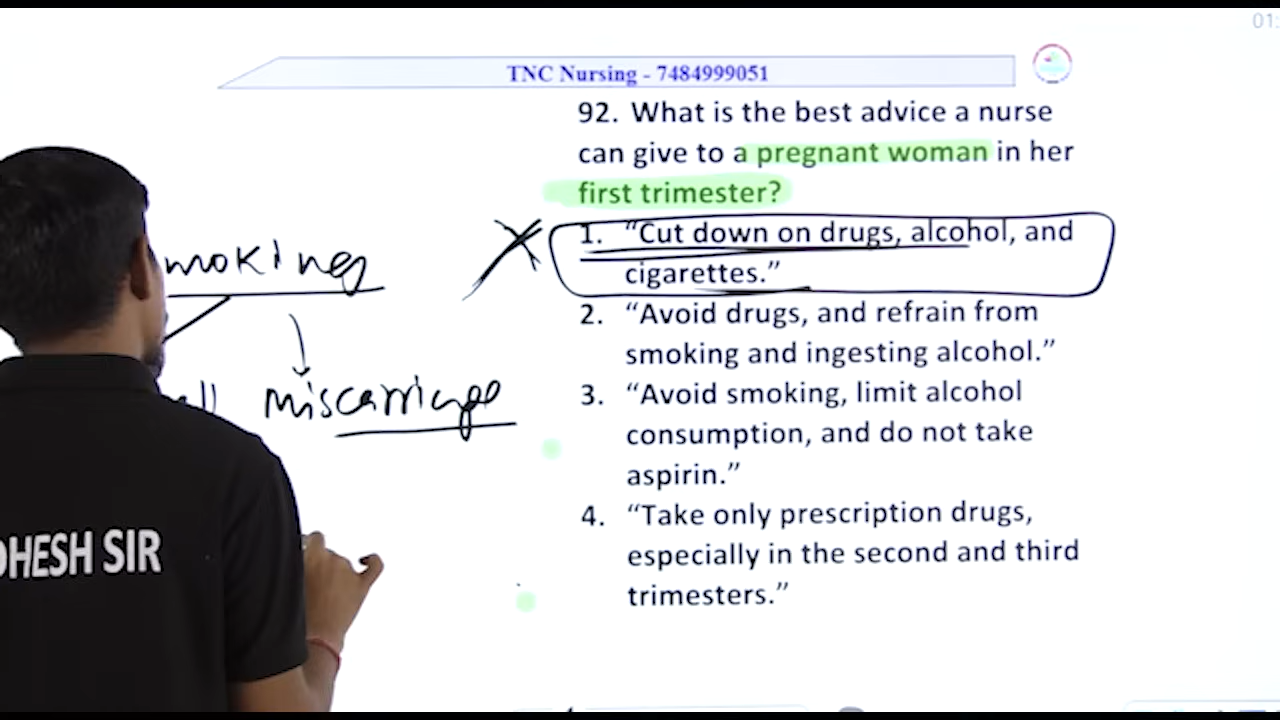 01:
TNC Nursing - 7484999051
92. What is the best advice a nurse
can give to a pregnant woman in her
first trimester?
1. “Cut down on drugs, alcohol, and
cigarettes.”
2. “Avoid drugs, and refrain from
smoking and ingesting alcohol.”
3. “Avoid smoking, limit alcohol
consumption, and do not take
aspirin.”
4. “Take only prescription drugs,
especially in the second and third
trimesters.”
moking
miscarriage
DHESH SIR